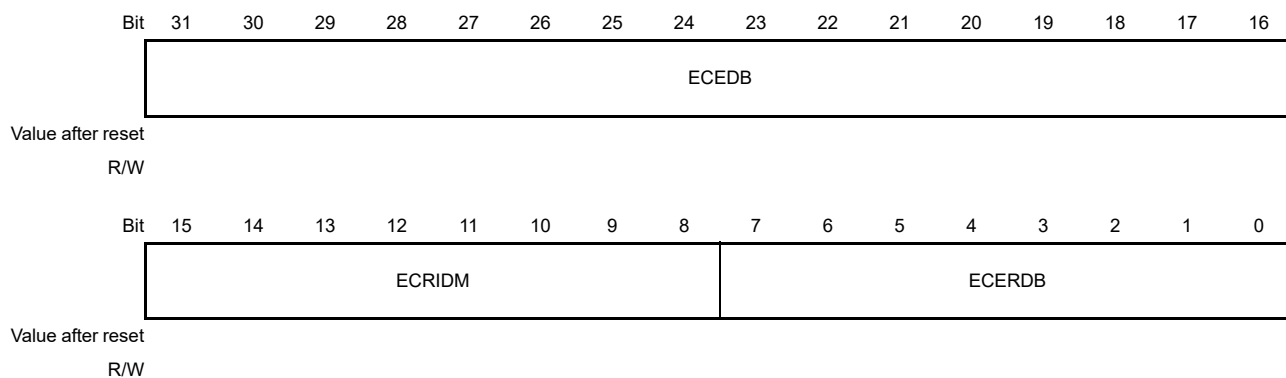 Bit 31 30 29 28 27 26 25 24 23 22 21 20 19 18 17 16
ECEDB
Value after reset
R/W
Bit 15 14 13 12 11 10 9 8 7 6 5 4 3 2 1 0
ECRIDM ECERDB
Value after reset
R/W